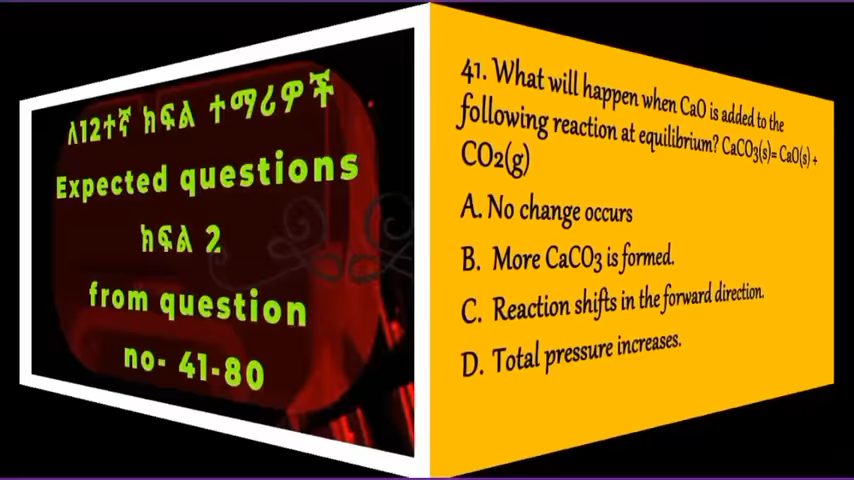 ለ12ተኛ ክፍል ተማሪዎች
Expected questions
ክፍል 2
from question
no- 41-80
41. What will happen when CaO is added to the
following reaction at equilibrium? CaCO3(s)= CaO(s) +
CO2(g)
A. No change occurs
B. More CaCO3 is formed.
C. Reaction shifts in the forward direction.
D. Total pressure increases.